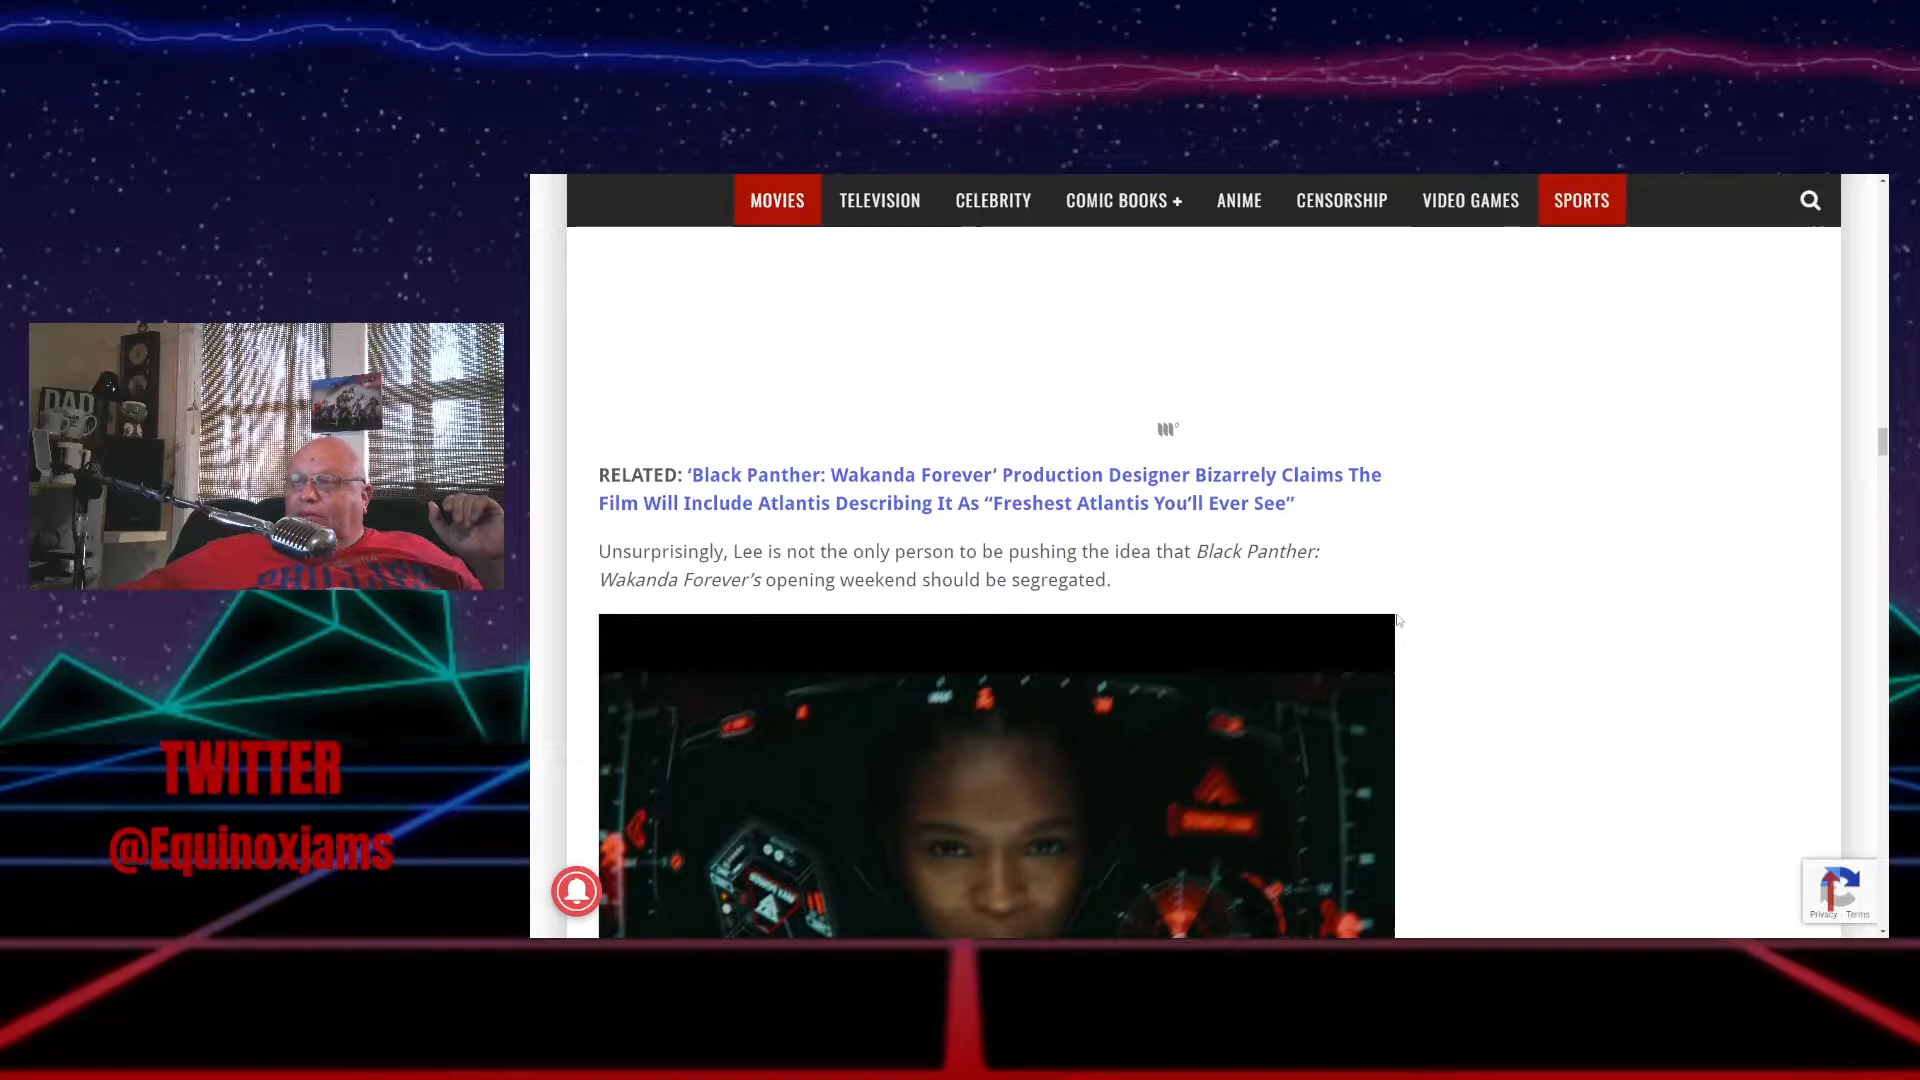 MOVIES TELEVISION CELEBRITY COMIC BOOKS + ANIME CENSORSHIP VIDEO GAMES SPORTS
DAD
RELATED: ‘Black Panther: Wakanda Forever’ Production Designer Bizarrely Claims The
Film Will Include Atlantis Describing It As “Freshest Atlantis You’ll Ever See”
Unsurprisingly, Lee is not the only person to be pushing the idea that Black Panther:
Wakanda Forever’s opening weekend should be segregated.
TWITTER
@Equinoxjams
Privacy - Terms